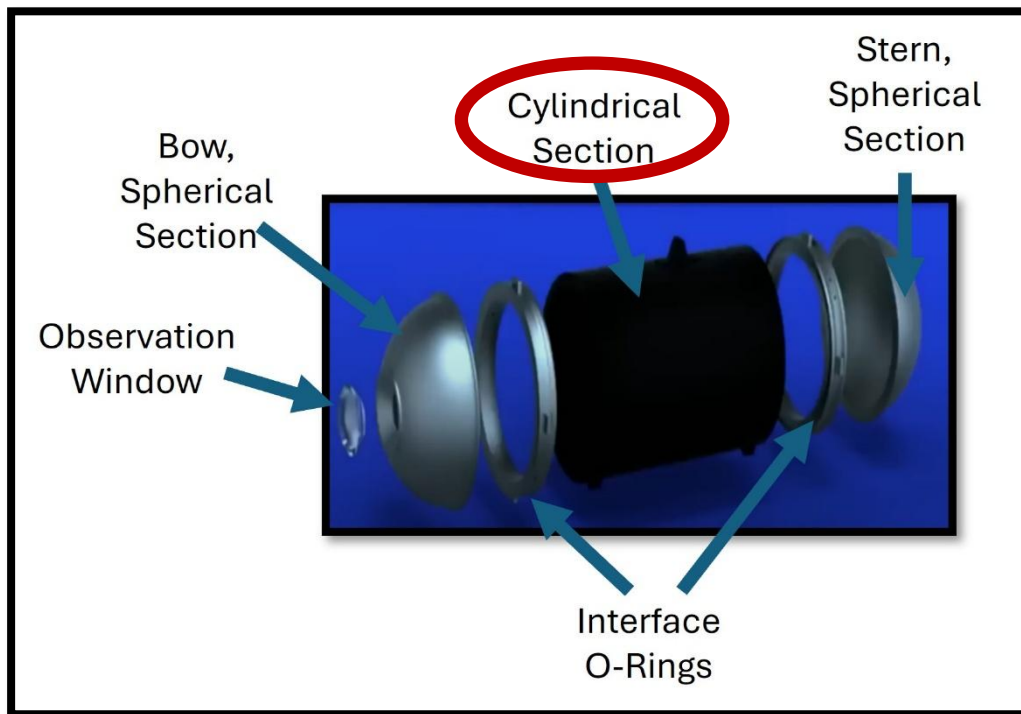 Bow,
Spherical
Section
Observation
Window
Cylindrical
Section
Stern,
Spherical
Section
Interface
O-Rings